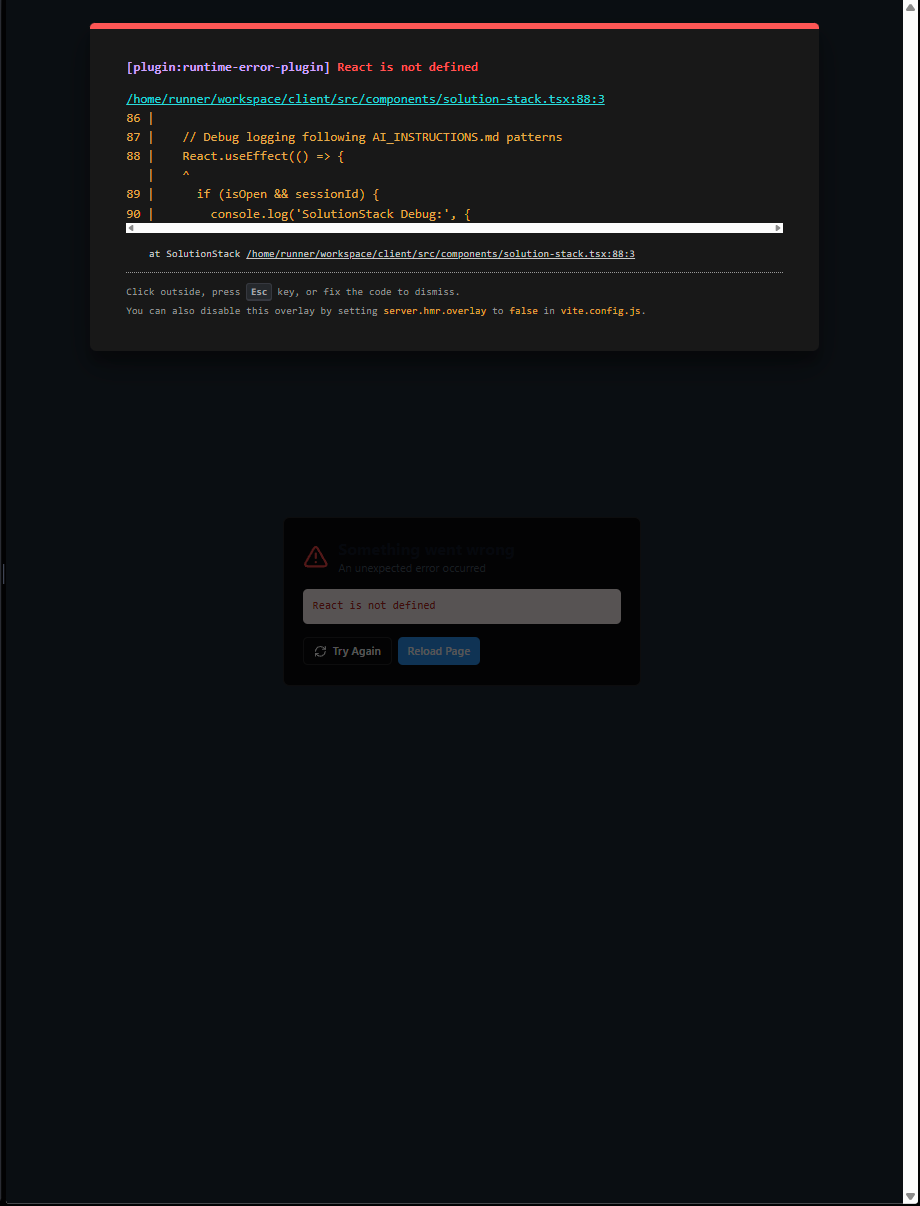 [plugin:runtime-error-plugin] React is not defined
/home/runner/workspace/client/src/components/solution-stack.tsx:88:3
86 |
87 |    // Debug logging following AI_INSTRUCTIONS.md patterns
88 |    React.useEffect(() => {
   |    ^
89 |      if (isOpen && sessionId) {
90 |        console.log('SolutionStack Debug:', {
at SolutionStack /home/runner/workspace/client/src/components/solution-stack.tsx:88:3
Click outside, press Esc key, or fix the code to dismiss.
You can also disable this overlay by setting server.hmr.overlay to false in vite.config.js.
Something went wrong
An unexpected error occurred
React is not defined
Try Again Reload Page